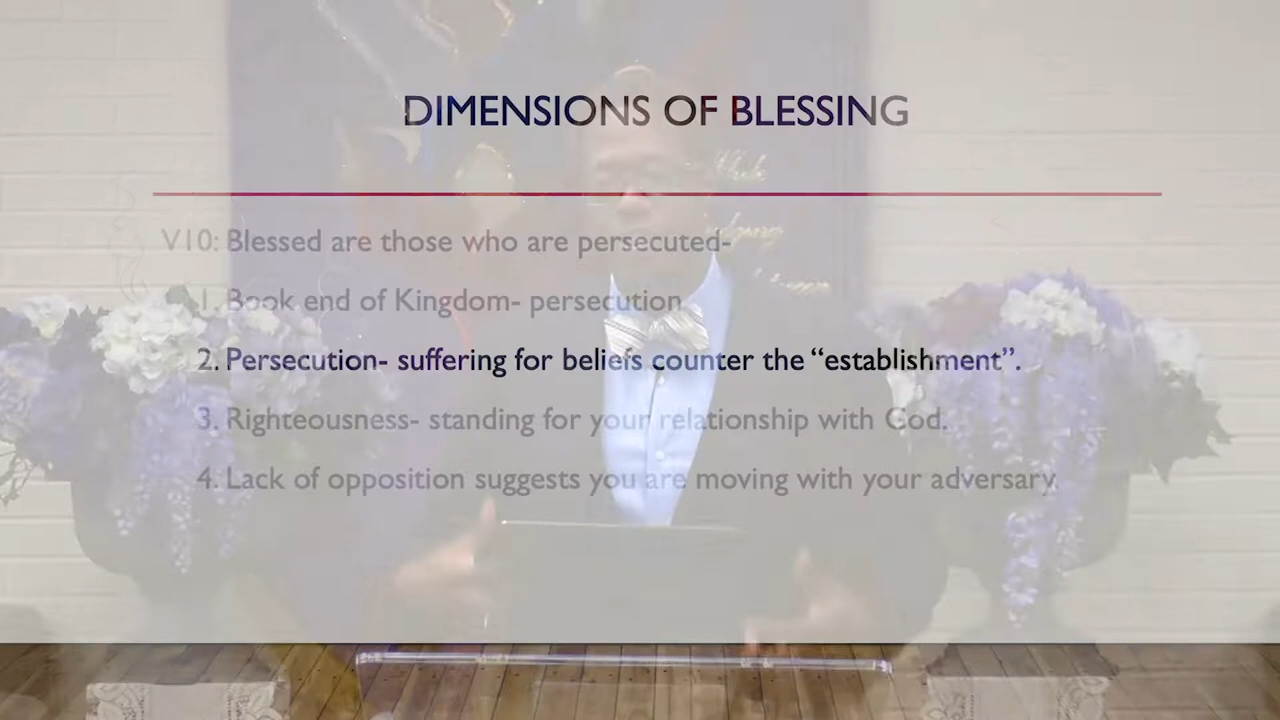 DIMENSIONS OF BLESSING
V10: Blessed are those who are persecuted-
1. Book end of Kingdom- persecution
2. Persecution- suffering for beliefs counter the “establishment”.
3. Righteousness- standing for your relationship with God.
4. Lack of opposition suggests you are moving with your adversary.